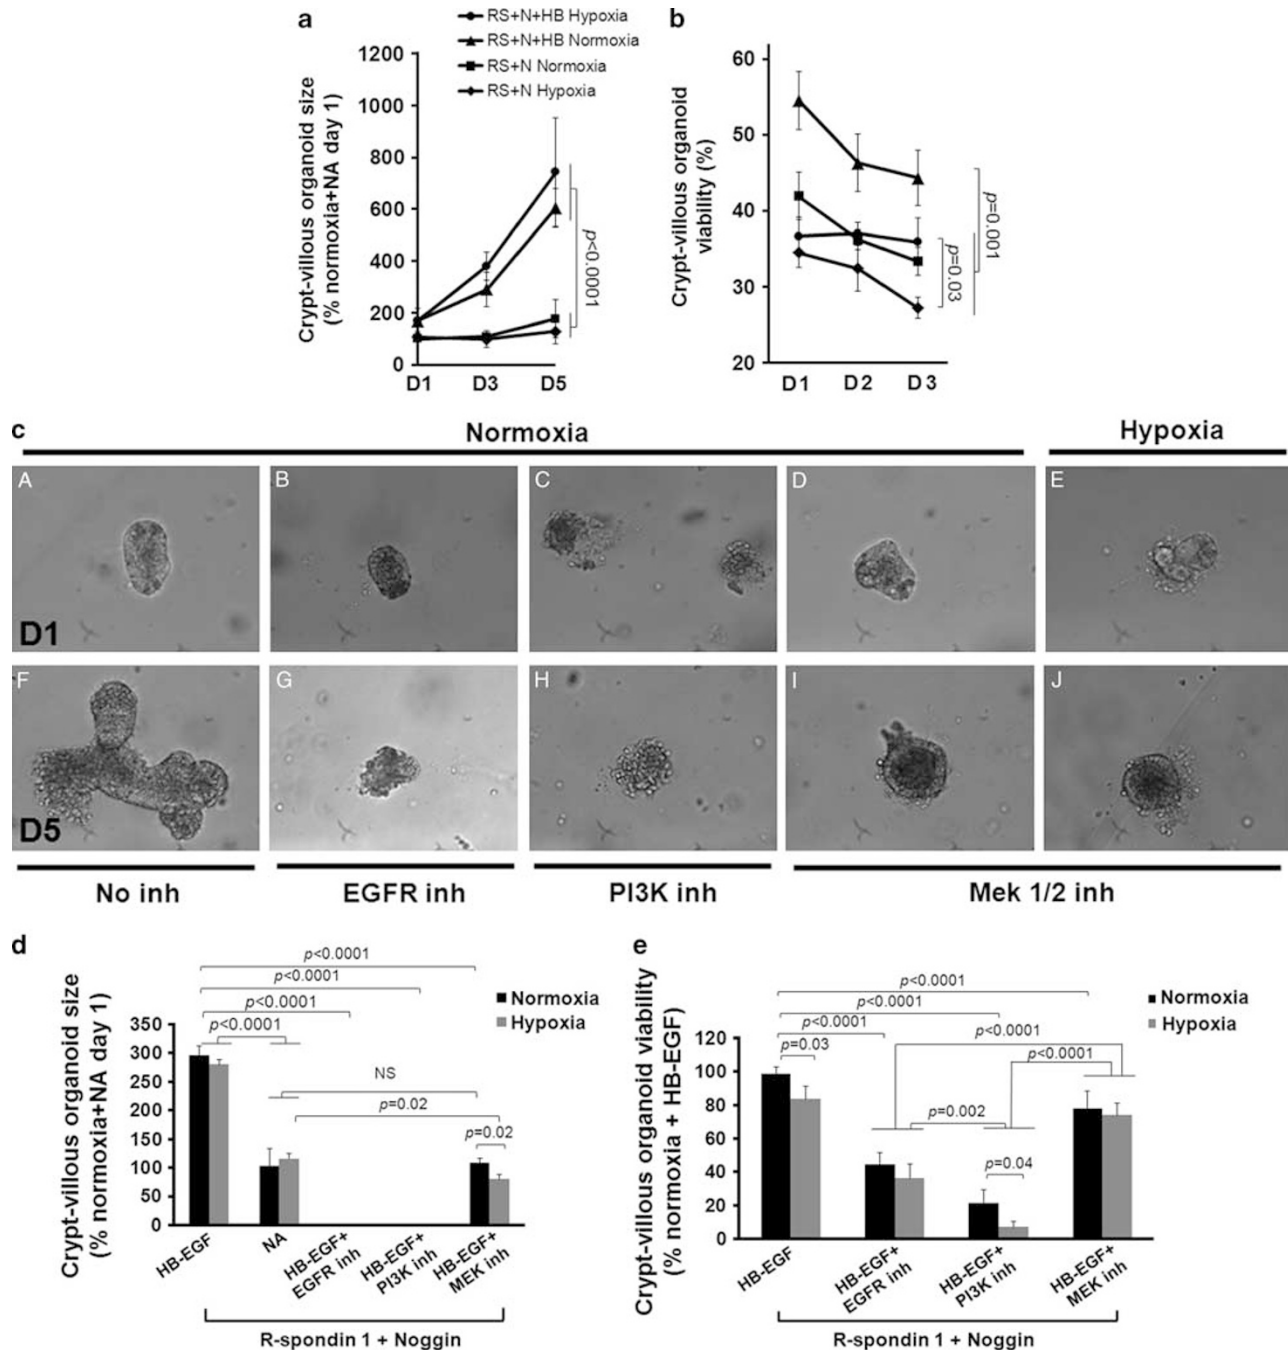 a
RS+N+HB Hypoxia
RS+N+HB Normoxia
RS+N Normoxia
RS+N Hypoxia
Crypt-villous organoid size
(% normoxia+NA day 1)
1200
1000
800
600
400
200
0
D1 D3 D5
p<0.0001
b
Crypt-villous organoid
viability (%)
60
50
40
30
20
D1 D2 D3
p=0.03
p=0.001
c
Normoxia
Hypoxia
A B C D E
D1
F G H I J
D5
No inh
EGFR inh
PI3K inh
Mek 1/2 inh
d
Crypt-villous organoid size
(% normoxia+NA day 1)
p<0.0001
p<0.0001
p<0.0001
p<0.0001
Normoxia
Hypoxia
NS
p=0.02
p=0.02
350
300
250
200
150
100
50
0
HB-EGF
NA
HB-EGF+
EGFR inh
HB-EGF+
PI3K inh
HB-EGF+
MEK inh
R-spondin 1 + Noggin
e
Crypt-villous organoid viability
(% normoxia + HB-EGF)
p<0.0001
p<0.0001
p<0.0001
p<0.0001
p=0.03
p<0.0001
p=0.002
p=0.04
Normoxia
Hypoxia
120
100
80
60
40
20
0
HB-EGF
HB-EGF+
EGFR inh
HB-EGF+
PI3K inh
HB-EGF+
MEK inh
R-spondin 1 + Noggin